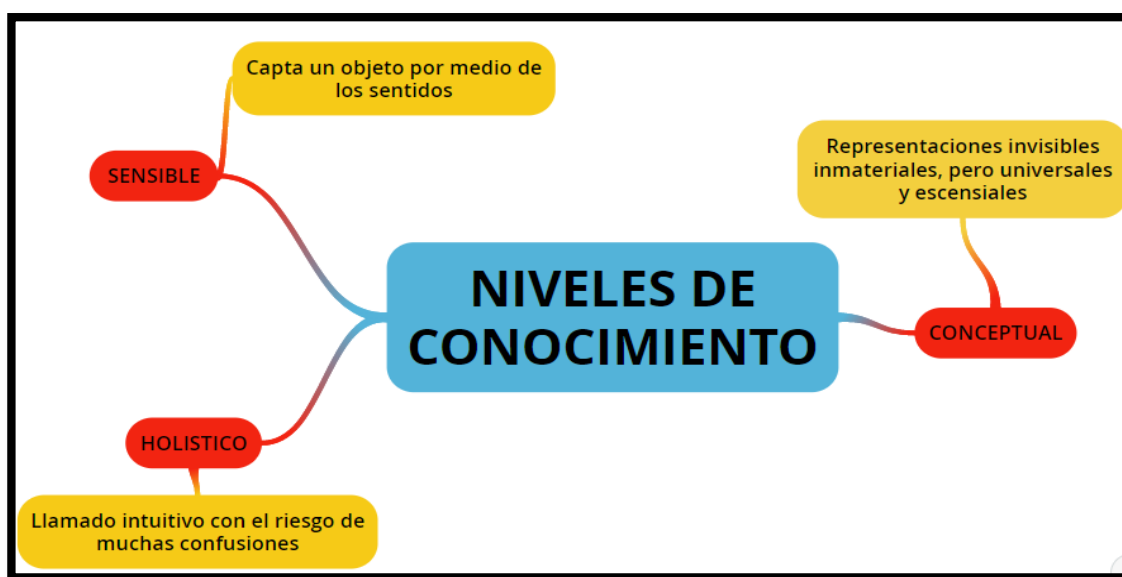 Capta un objeto por medio de
los sentidos
SENSIBLE
Representaciones invisibles
inmateriales, pero universales
y escensiales
NIVELES DE
CONOCIMIENTO
CONCEPTUAL
HOLISTICO
Llamado intuitivo con el riesgo de
muchas confusiones